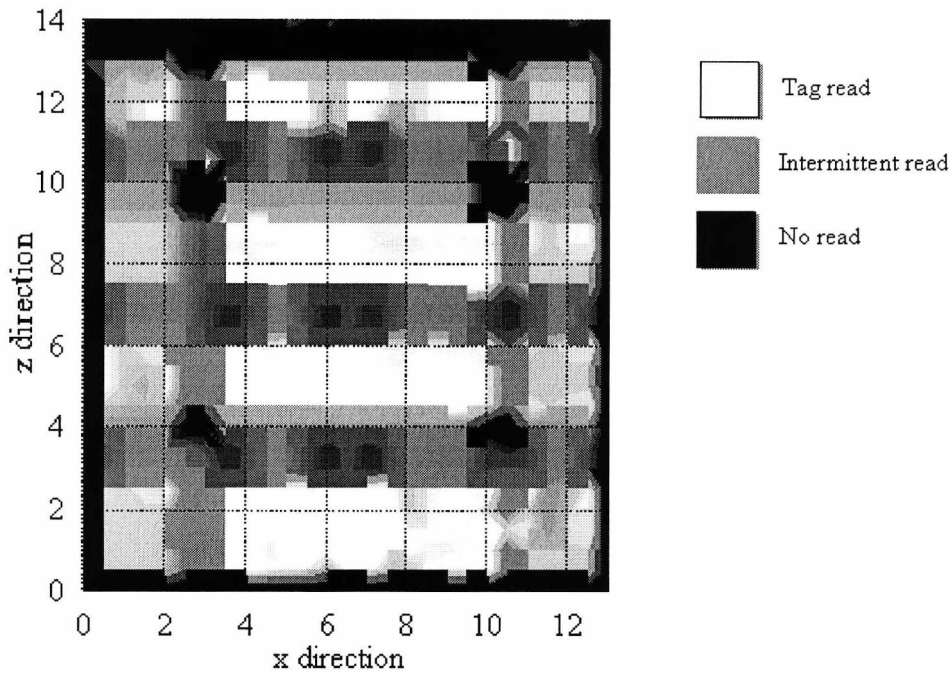 14
12
10
8
6
4
2
0
z direction
0 2 4 6 8 10 12
x direction
Tag read
Intermittent read
No read